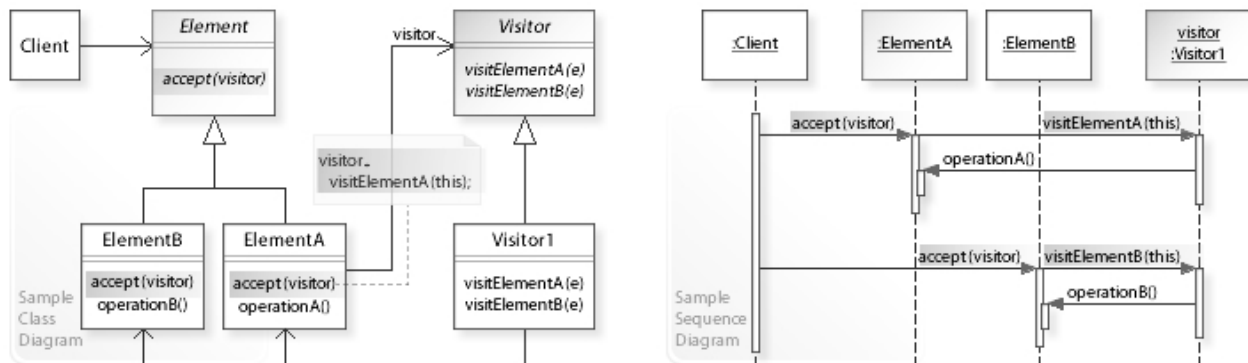 Client
Element
accept(visitor)
visitor
Visitor
visitElementA(e)
visitElementB(e)
visitor.
visitElementA(this);
ElementB
accept(visitor)
operationB()
ElementA
accept(visitor)
operationA()
Visitor1
visitElementA(e)
visitElementB(e)
Sample
Class
Diagram
:Client
:ElementA
:ElementB
visitor
:Visitor1
accept(visitor)
visitElementA(this)
operationA()
accept(visitor)
visitElementB(this)
operationB()
Sample
Sequence
Diagram